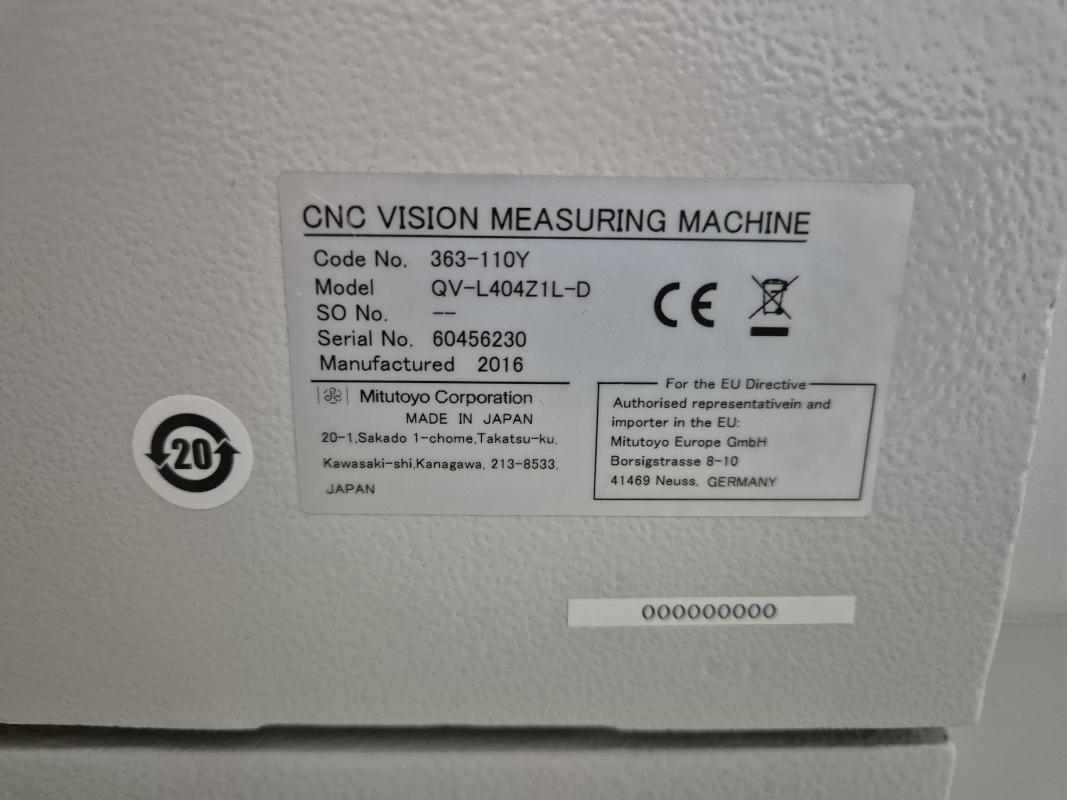 CNC VISION MEASURING MACHINE
Code No. 363-110Y
Model QV-L404Z1L-D
SO No. --
Serial No. 60456230
Manufactured 2016
Mitutoyo Corporation
MADE IN JAPAN
20-1,Sakado 1-chome,Takatsu-ku,
Kawasaki-shi,Kanagawa, 213-8533,
JAPAN
CE
For the EU Directive
Authorised representativein and
importer in the EU:
Mitutoyo Europe GmbH
Borsigstrasse 8-10
41469 Neuss, GERMANY
20
000000000